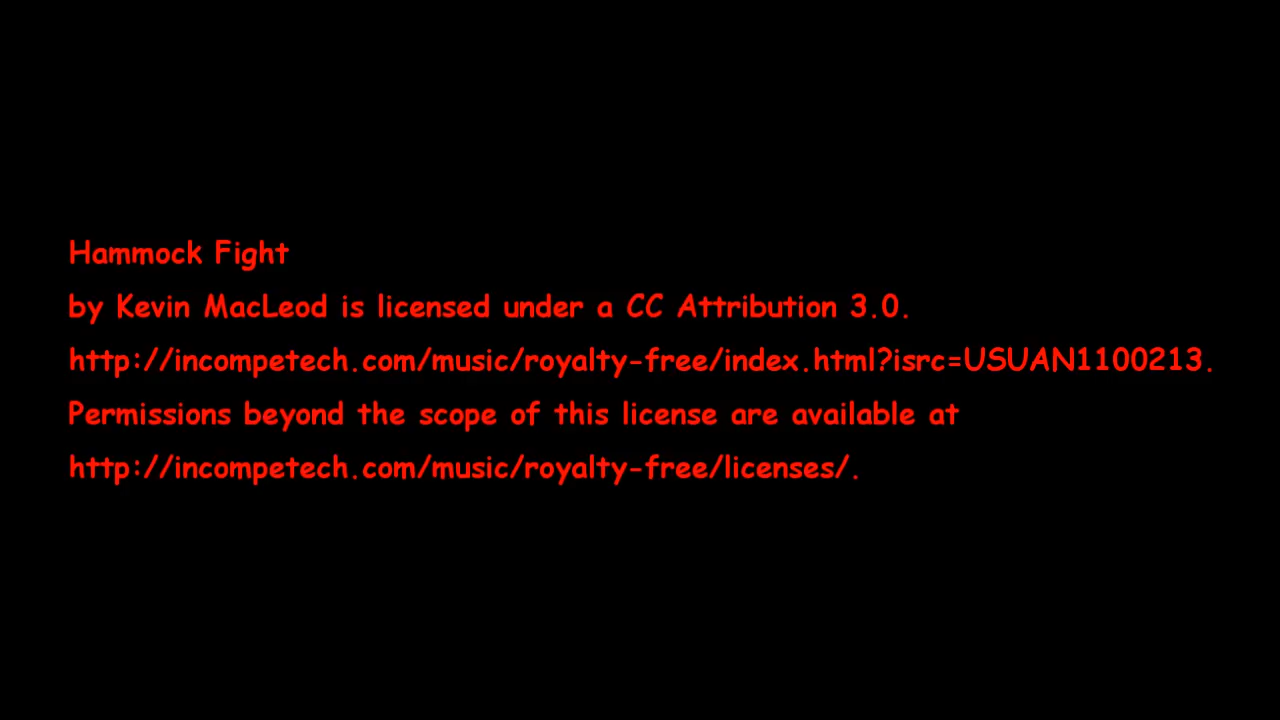 Hammock Fight
by Kevin MacLeod is licensed under a CC Attribution 3.0.
http://incompetech.com/music/royalty-free/index.html?isrc=USUAN1100213.
Permissions beyond the scope of this license are available at
http://incompetech.com/music/royalty-free/licenses/.